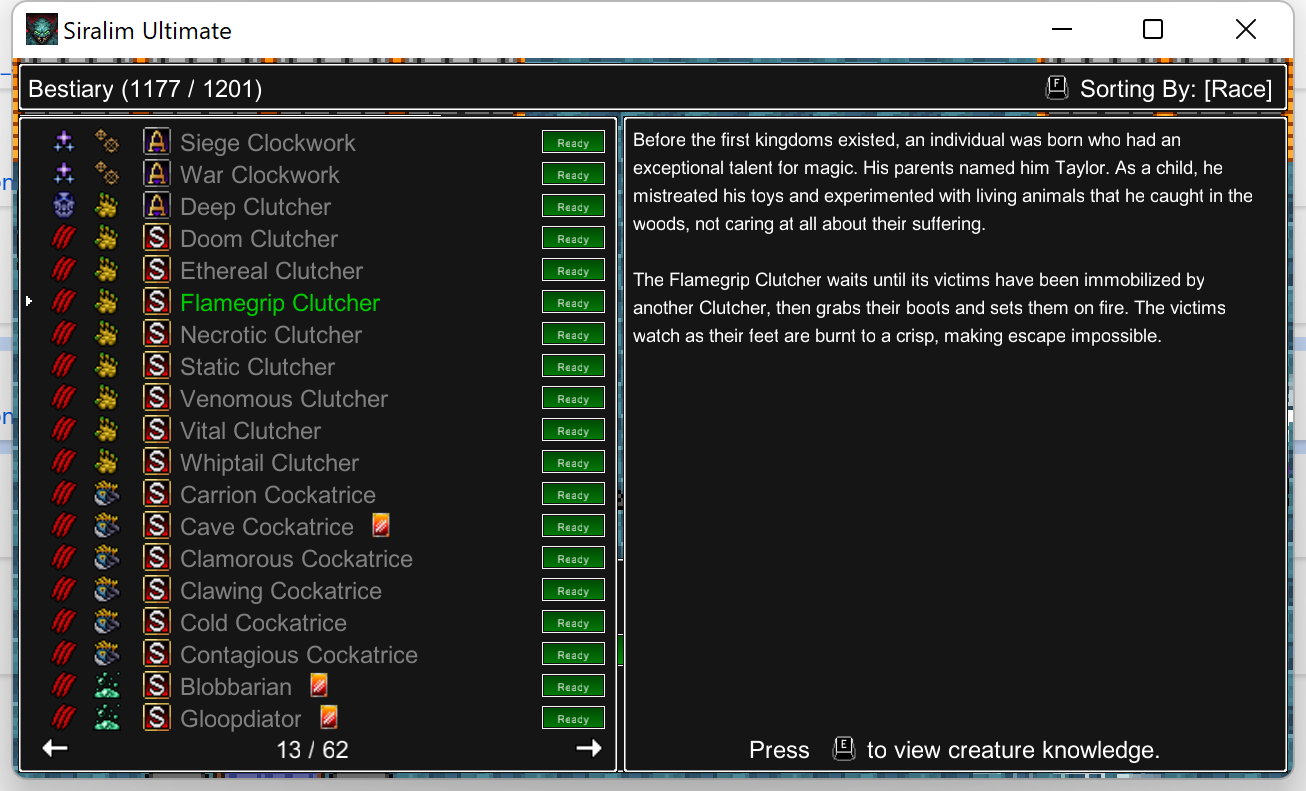 Siralim Ultimate
Bestiary (1177 / 1201)
F Sorting By: [Race]
A Siege Clockwork Ready
A War Clockwork Ready
A Deep Clutcher Ready
S Doom Clutcher Ready
S Ethereal Clutcher Ready
S Flamegrip Clutcher Ready
S Necrotic Clutcher Ready
S Static Clutcher Ready
S Venomous Clutcher Ready
S Vital Clutcher Ready
S Whiptail Clutcher Ready
S Carrion Cockatrice Ready
S Cave Cockatrice Ready
S Clamorous Cockatrice Ready
S Clawing Cockatrice Ready
S Cold Cockatrice Ready
S Contagious Cockatrice Ready
S Blobbarian Ready
S Gloopdiator Ready
13 / 62
Before the first kingdoms existed, an individual was born who had an
exceptional talent for magic. His parents named him Taylor. As a child, he
mistreated his toys and experimented with living animals that he caught in the
woods, not caring at all about their suffering.
The Flamegrip Clutcher waits until its victims have been immobilized by
another Clutcher, then grabs their boots and sets them on fire. The victims
watch as their feet are burnt to a crisp, making escape impossible.
Press E to view creature knowledge.